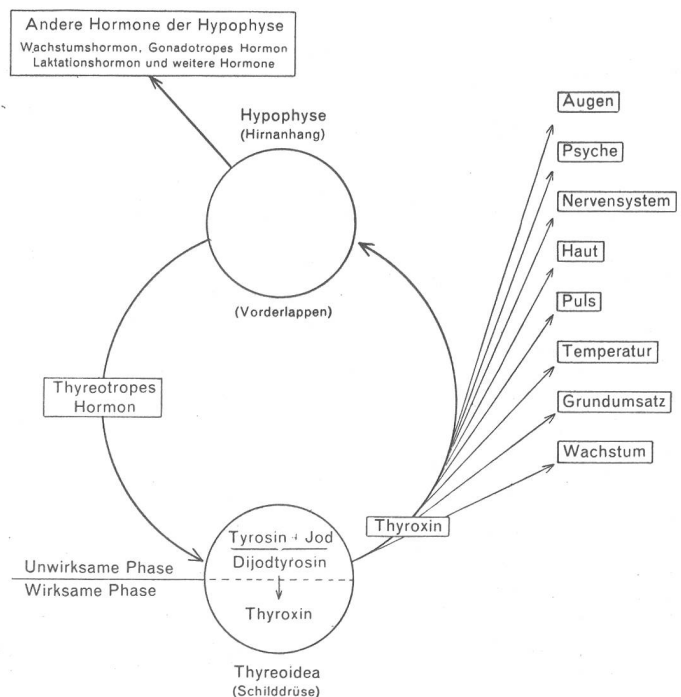 Andere Hormone der Hypophyse
Wachstumshormon, Gonadotropes Hormon
Laktationshormon und weitere Hormone
Hypophyse
(Hirnanhang)
(Vorderlappen)
Augen
Psyche
Nervensystem
Haut
Puls
Temperatur
Grundumsatz
Wachstum
Thyreotropes
Hormon
Thyroxin
Tyrosin + Jod
Dijodtyrosin
Thyroxin
Unwirksame Phase
Wirksame Phase
Thyreoidea
(Schilddrüse)